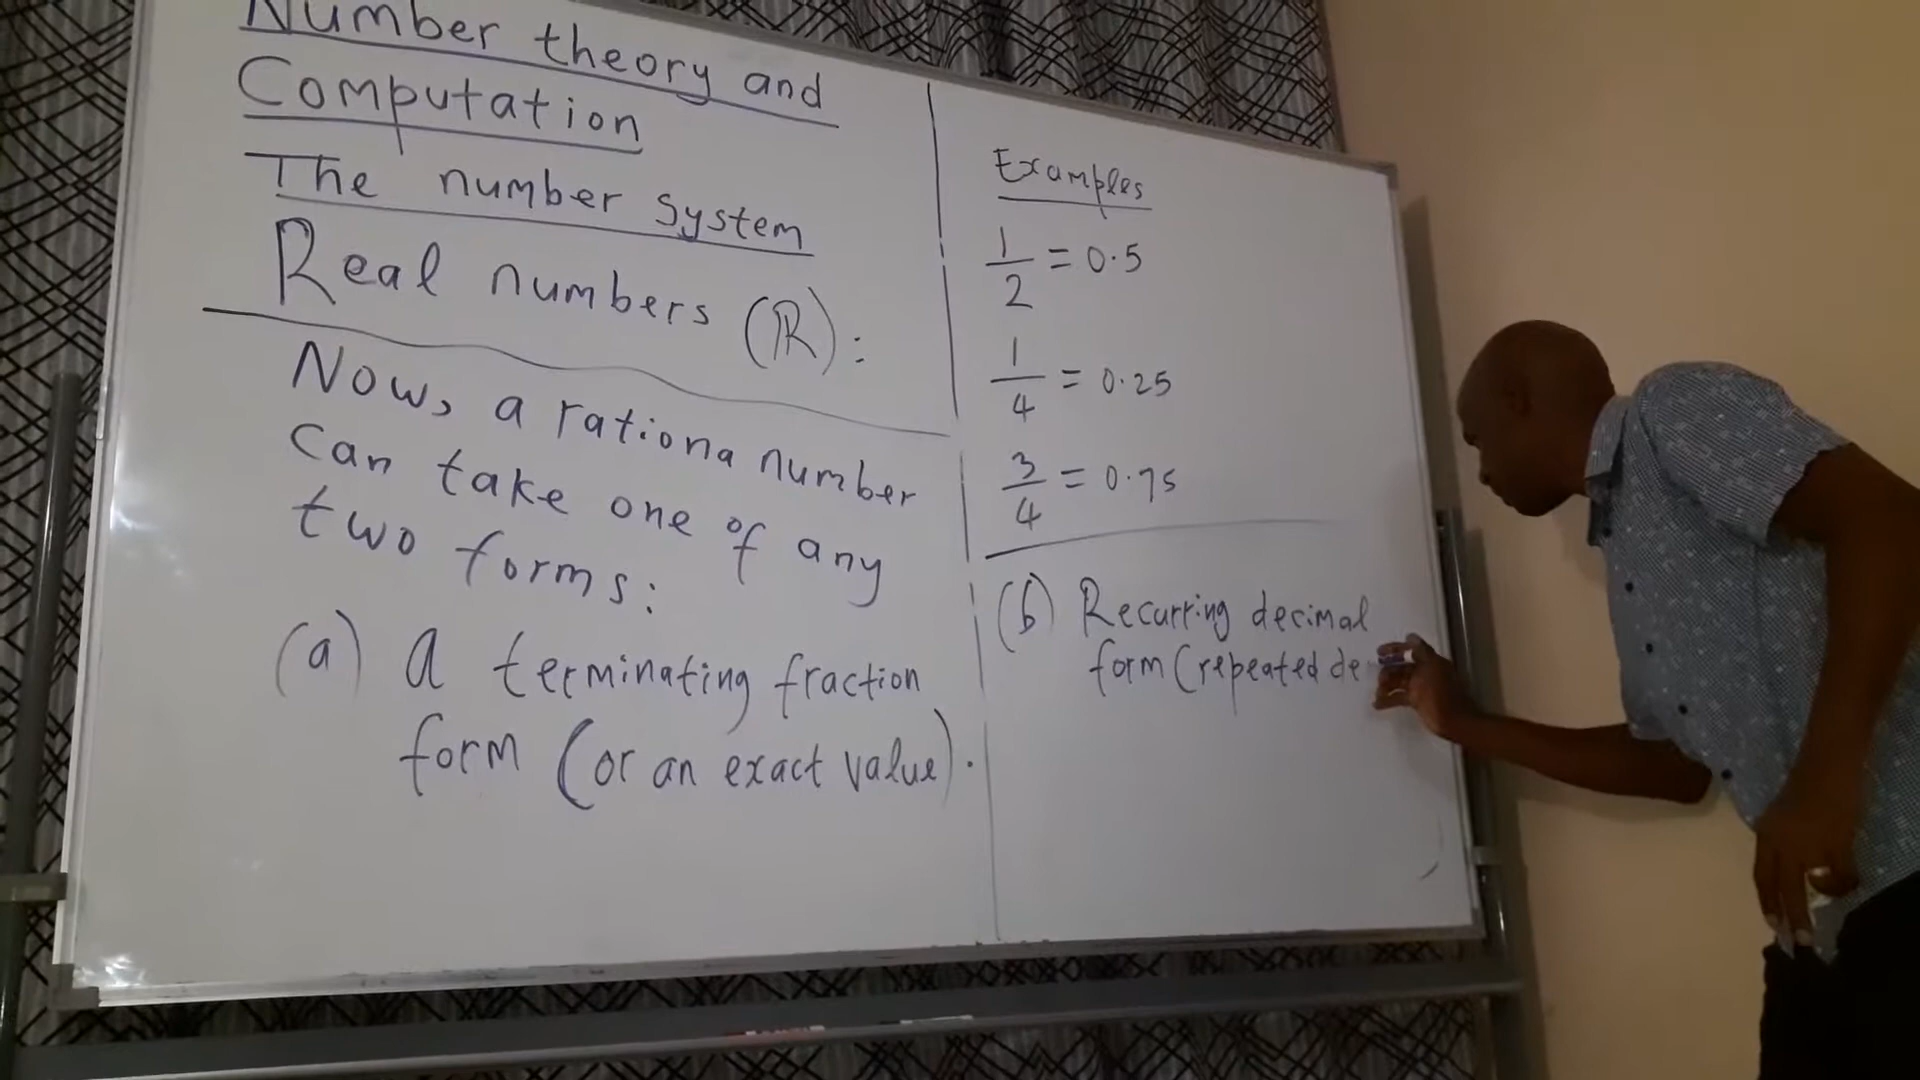 Number theory and
Computation
The number system
Real numbers (ℝ):
Now, a rationa number
can take one of any
two forms:
(a) A terminating fraction
form (or an exact value).
Examples
1/2 = 0.5
1/4 = 0.25
3/4 = 0.75
(b) Recurring decimal
form (repeated de